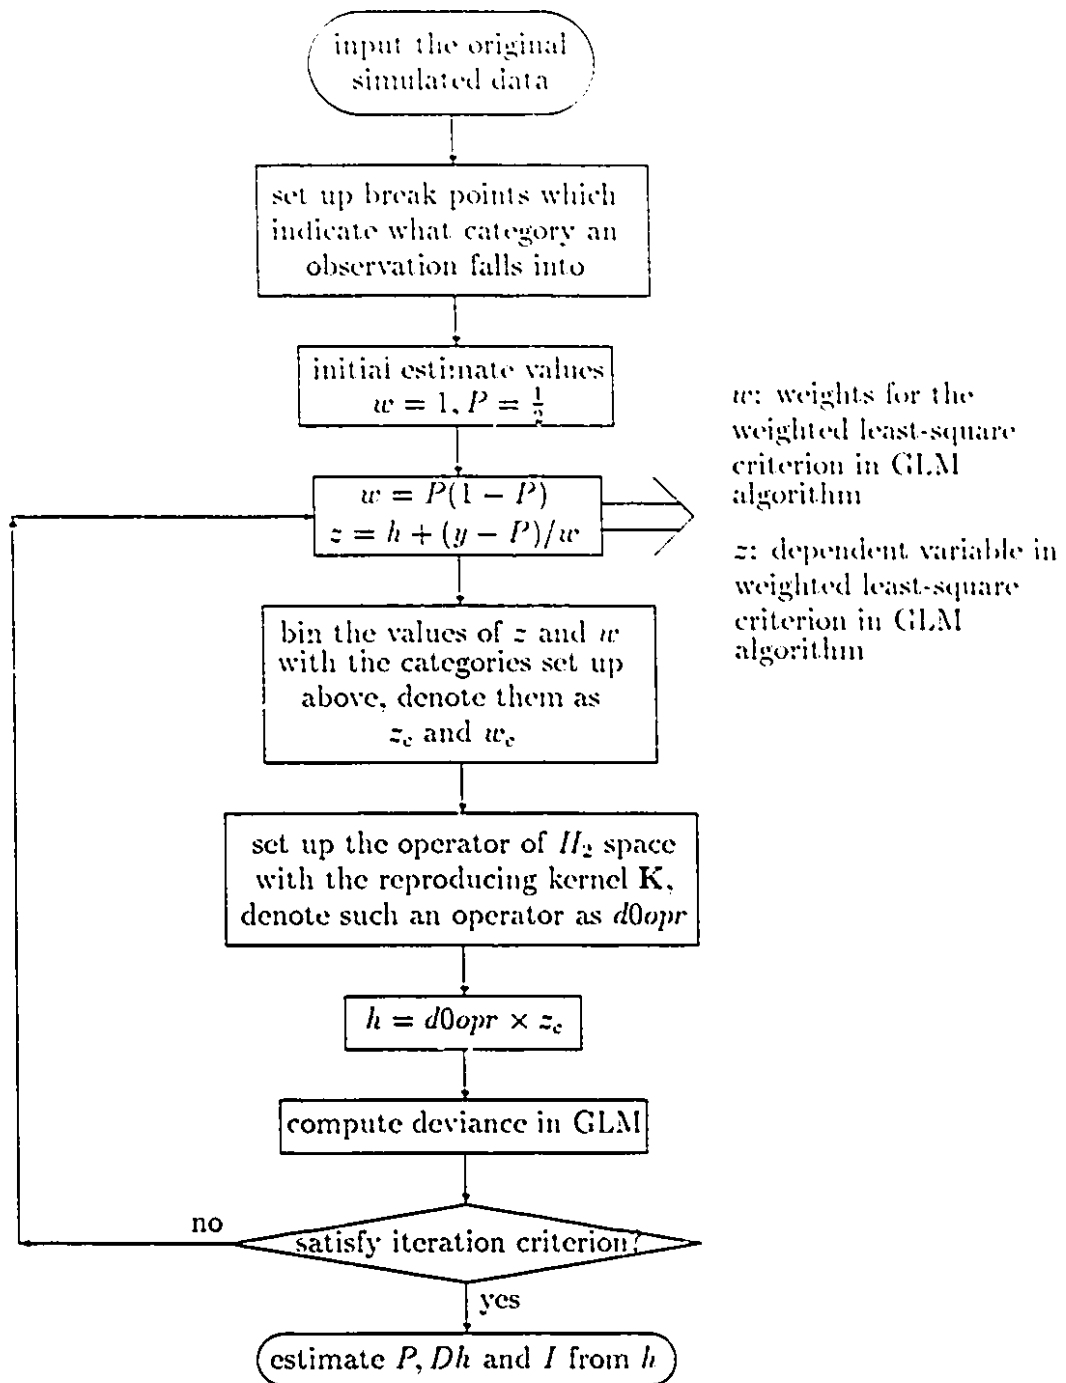 input the original
simulated data
set up break points which
indicate what category an
observation falls into
initial estimate values
w = 1, P = 1/2
w = P(1 − P)
z = h + (y − P)/w
w: weights for the
weighted least-square
criterion in GLM
algorithm
z: dependent variable in
weighted least-square
criterion in GLM
algorithm
bin the values of z and w
with the categories set up
above, denote them as
z_c and w_c
set up the operator of H_2 space
with the reproducing kernel K,
denote such an operator as d0opr
h = d0opr × z_c
compute deviance in GLM
satisfy iteration criterion?
no
yes
estimate P, Dh and I from h